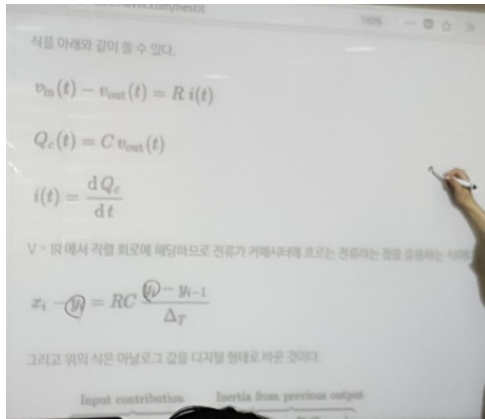 식을 아래와 같이 쓸 수 있다.
v_in(t) − v_out(t) = R i(t)
Q_c(t) = C v_out(t)
i(t) = dQ_c / dt
V = IR 에서 직렬 회로에 해당하므로 전류가 커패시터에 흐르는 전류라는 점을 응용하는 식이다
x_i − y_i = RC (y_i − y_{i−1}) / Δ_T
그리고 위의 식은 아날로그 값을 디지털 형태로 바꾼 것이다.
Input contribution Inertia from previous output